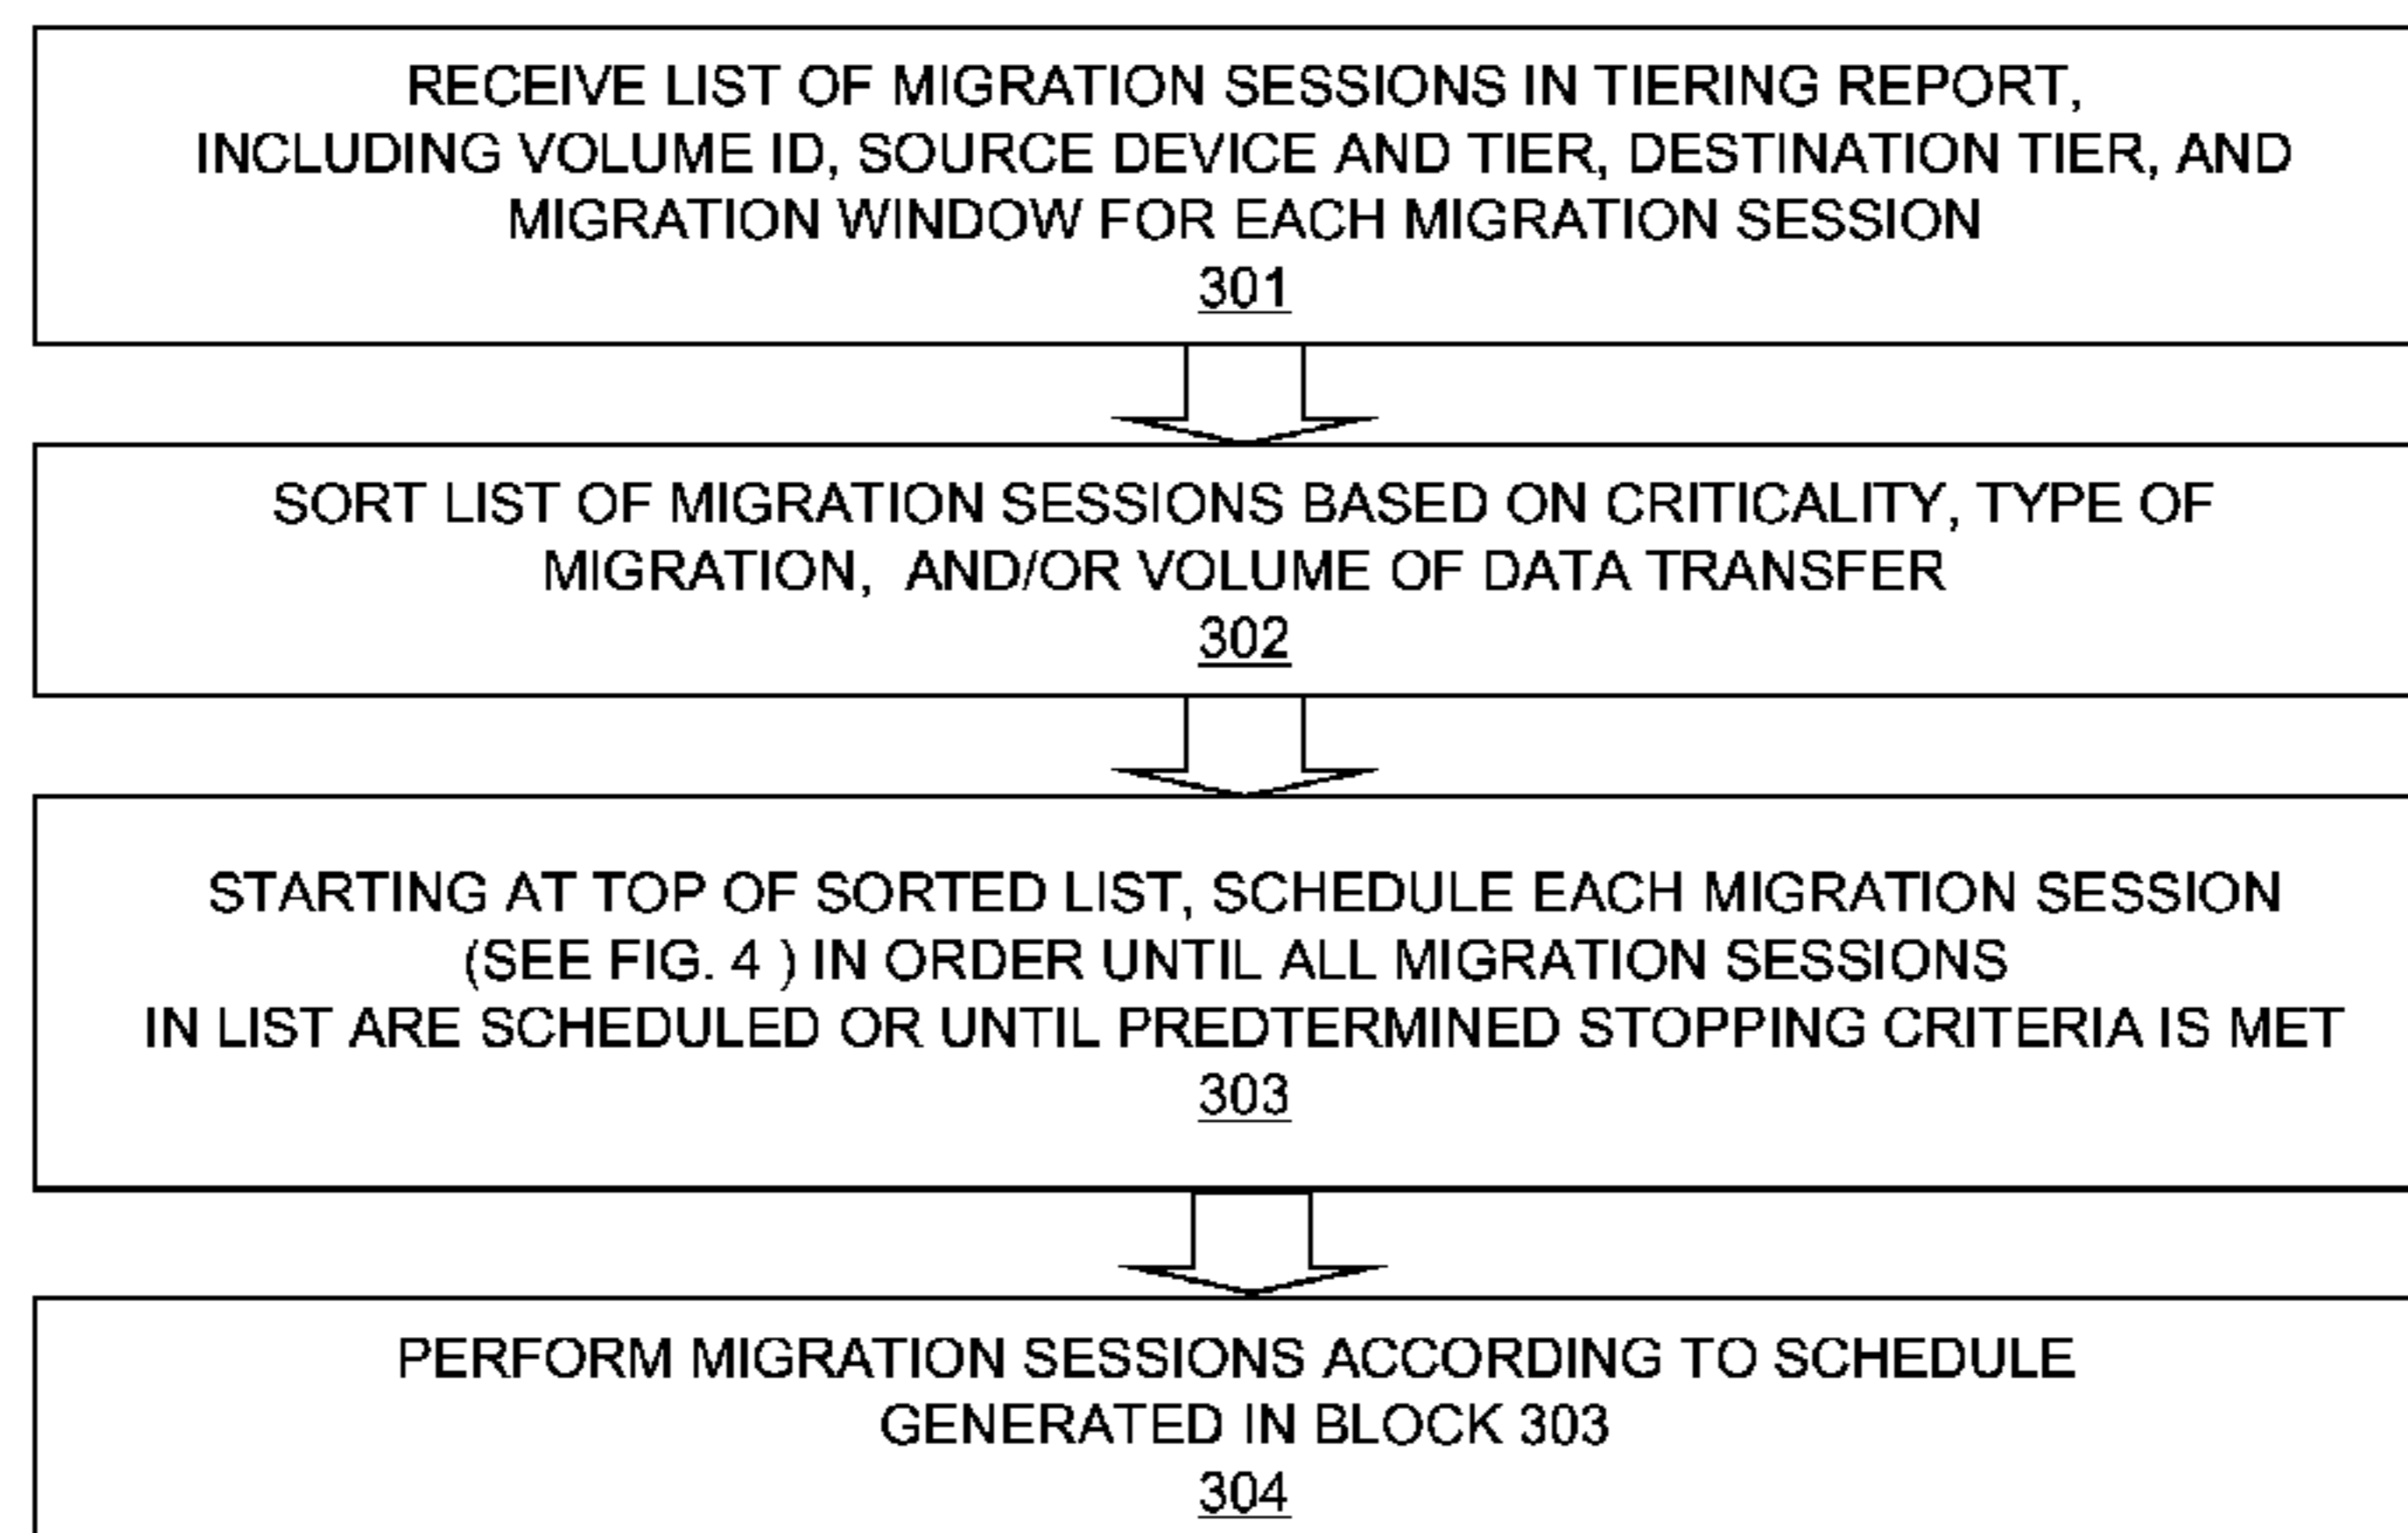 RECEIVE LIST OF MIGRATION SESSIONS IN TIERING REPORT,
INCLUDING VOLUME ID, SOURCE DEVICE AND TIER, DESTINATION TIER, AND
MIGRATION WINDOW FOR EACH MIGRATION SESSION
301
SORT LIST OF MIGRATION SESSIONS BASED ON CRITICALITY, TYPE OF
MIGRATION, AND/OR VOLUME OF DATA TRANSFER
302
STARTING AT TOP OF SORTED LIST, SCHEDULE EACH MIGRATION SESSION
(SEE FIG. 4 ) IN ORDER UNTIL ALL MIGRATION SESSIONS
IN LIST ARE SCHEDULED OR UNTIL PREDTERMINED STOPPING CRITERIA IS MET
303
PERFORM MIGRATION SESSIONS ACCORDING TO SCHEDULE
GENERATED IN BLOCK 303
304